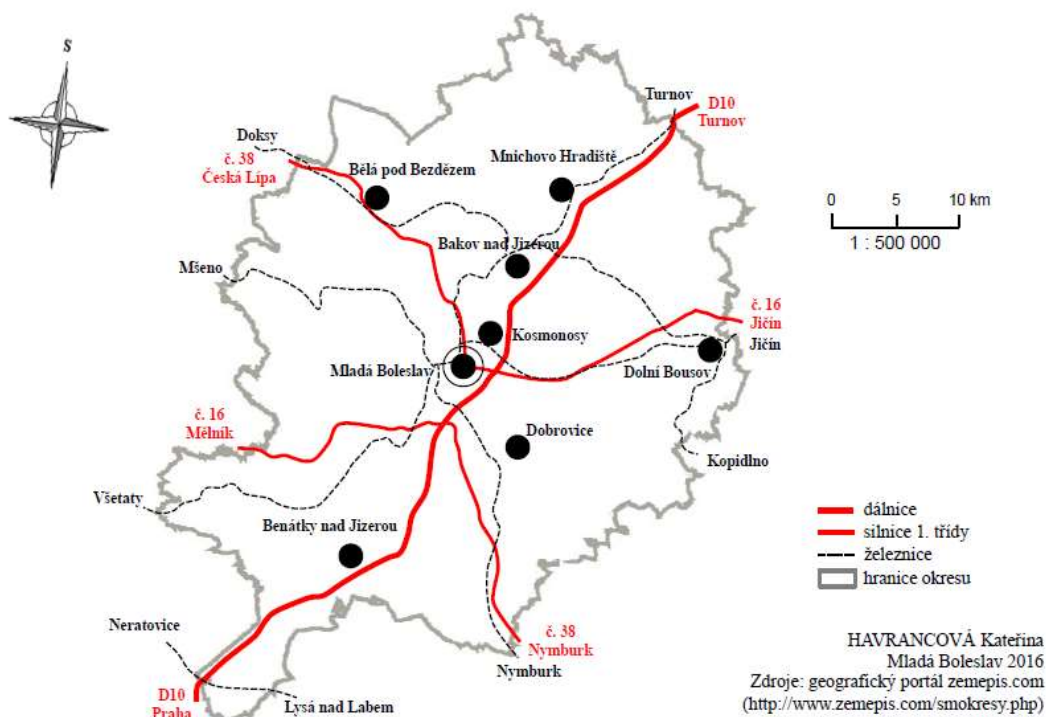 S
Turnov
D10
Turnov
Doksy
č. 38
Česká Lípa
Bělá pod Bezdězem
Mnichovo Hradiště
0 5 10 km
1 : 500 000
Bakov nad Jizerou
Mšeno
č. 16
Jičín
Kosmonosy
Jičín
Mladá Boleslav
Dolní Bousov
č. 16
Mělník
Dobrovice
Kopidlno
Všetaty
Benátky nad Jizerou
dálnice
silnice 1. třídy
železnice
hranice okresu
Neratovice
č. 38
Nymburk
Nymburk
D10
Praha
Lysá nad Labem
HAVRANCOVÁ Kateřina
Mladá Boleslav 2016
Zdroje: geografický portál zemepis.com
(http://www.zemepis.com/smokresy.php)